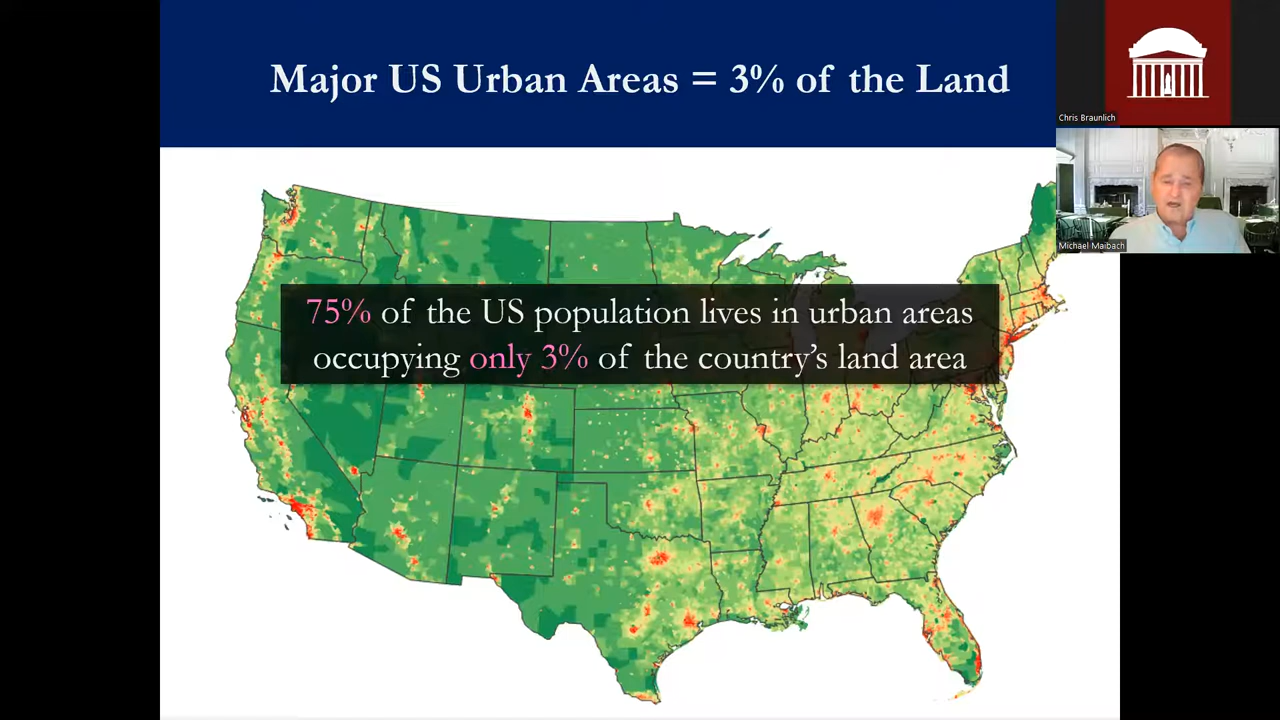 Major US Urban Areas = 3% of the Land
75% of the US population lives in urban areas
occupying only 3% of the country's land area
Chris Braunlich
Michael Maibach